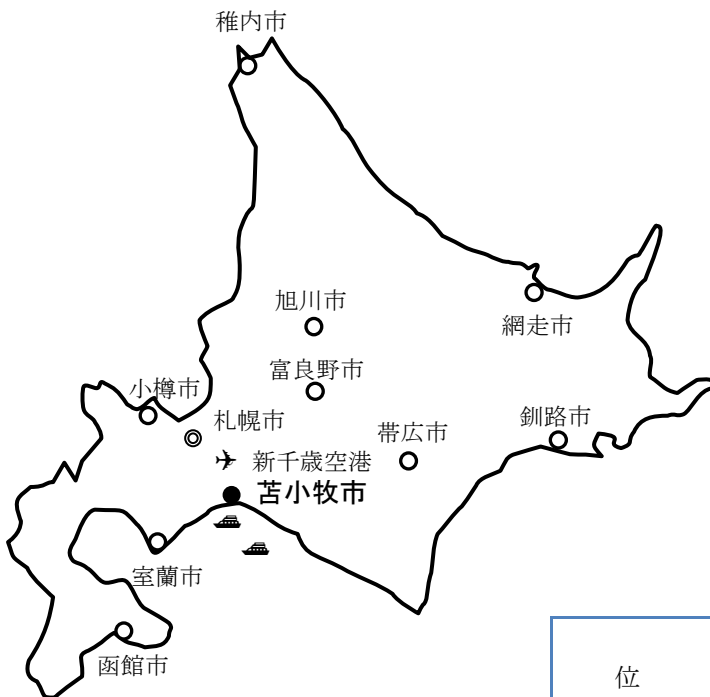 稚内市
旭川市
網走市
富良野市
小樽市
札幌市
帯広市
釧路市
新千歳空港
苫小牧市
室蘭市
函館市
位